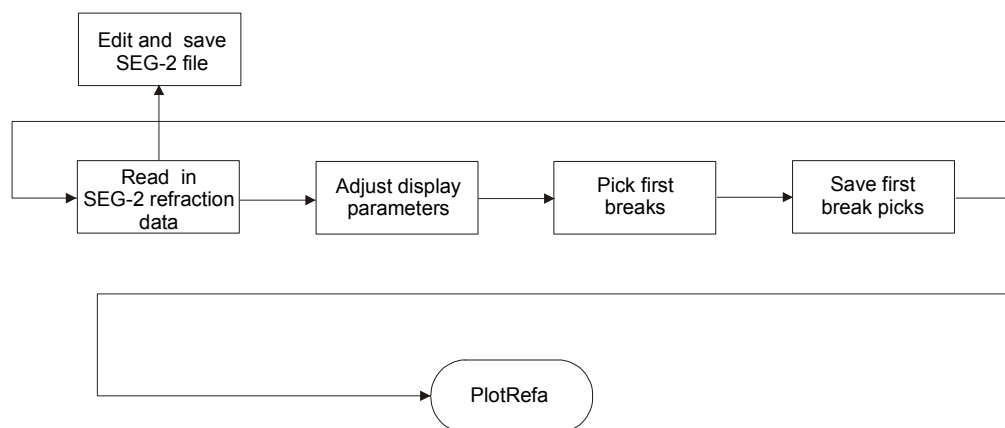 Edit and save
SEG-2 file
Read in
SEG-2 refraction
data
Adjust display
parameters
Pick first
breaks
Save first
break picks
PlotRefa